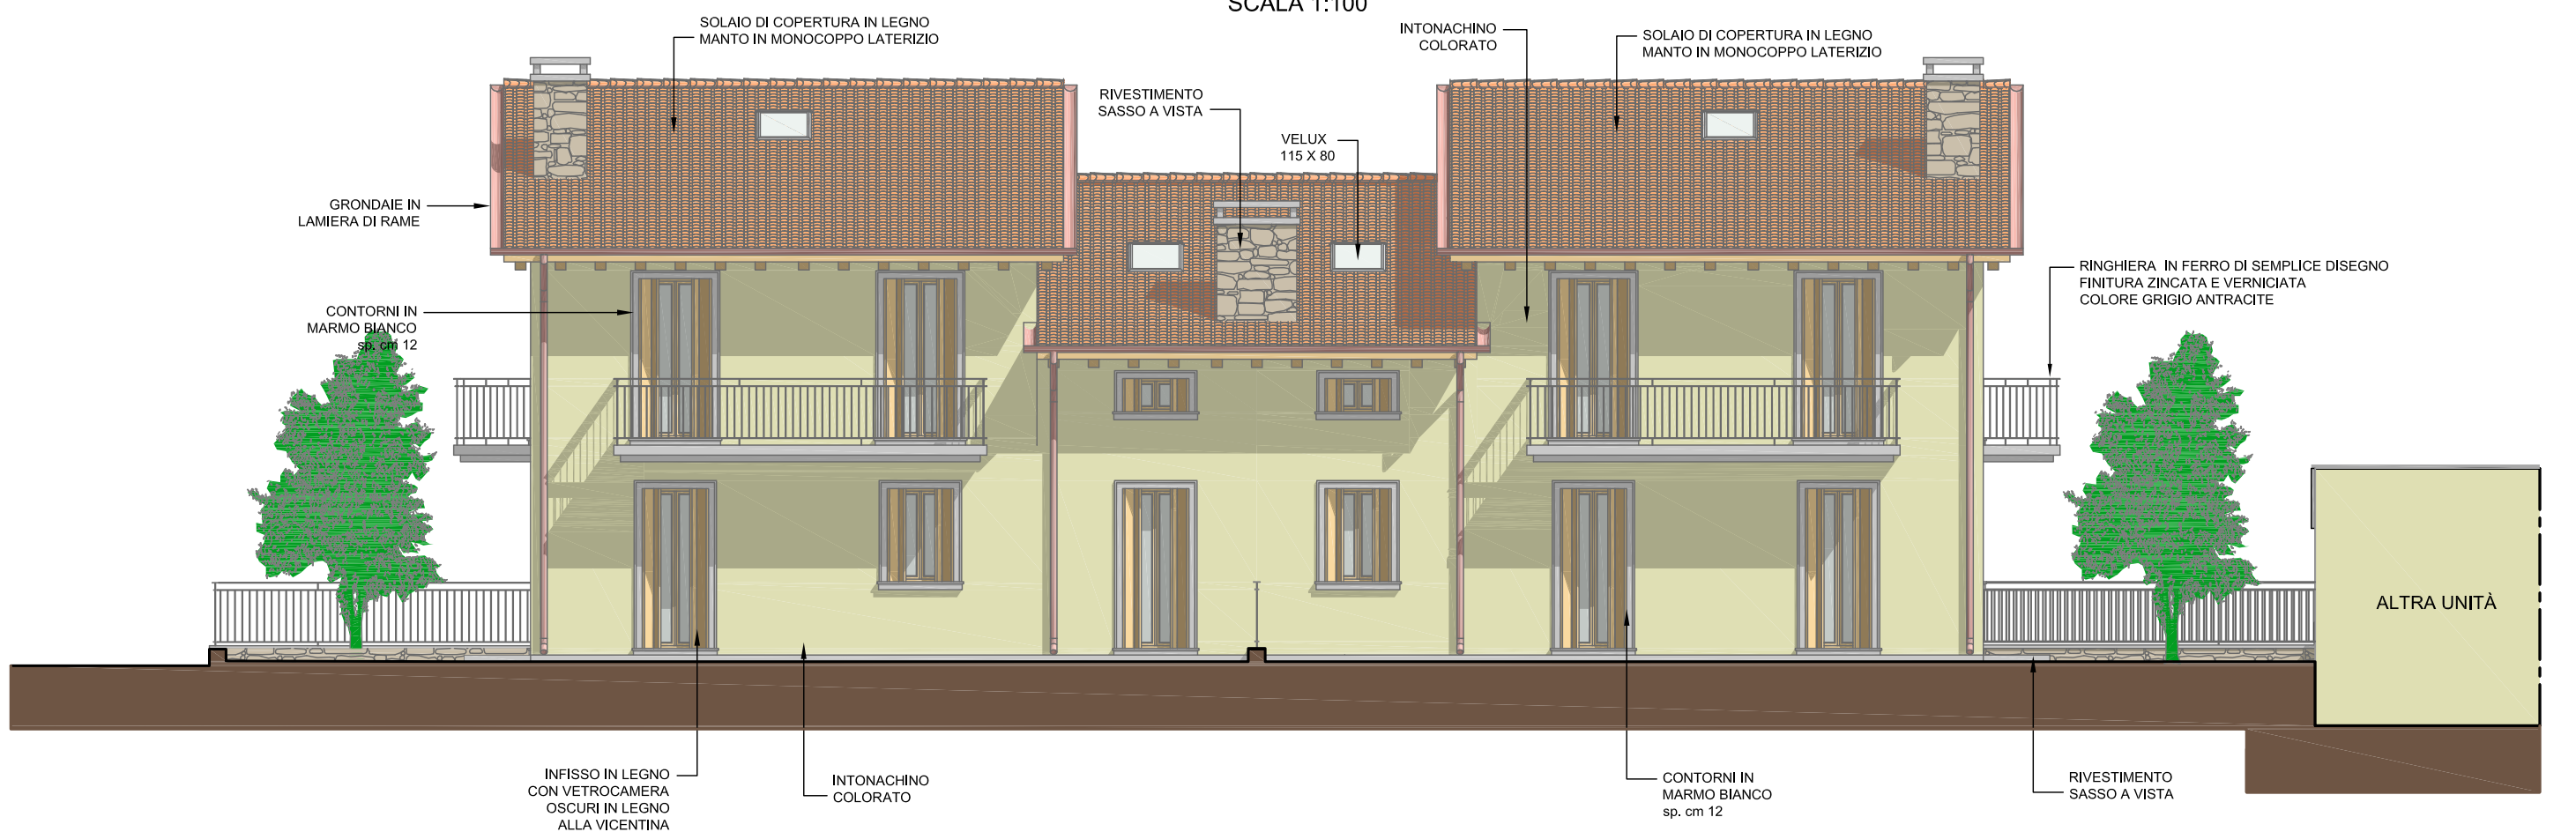 SCALA 1:100
SOLAIO DI COPERTURA IN LEGNO
MANTO IN MONOCOPPO LATERIZIO
INTONACHINO
COLORATO
SOLAIO DI COPERTURA IN LEGNO
MANTO IN MONOCOPPO LATERIZIO
RIVESTIMENTO
SASSO A VISTA
VELUX
115 X 80
GRONDAIE IN
LAMIERA DI RAME
RINGHIERA IN FERRO DI SEMPLICE DISEGNO
FINITURA ZINCATA E VERNICIATA
COLORE GRIGIO ANTRACITE
CONTORNI IN
MARMO BIANCO
sp. cm 12
ALTRA UNITÀ
INFISSO IN LEGNO
CON VETROCAMERA
OSCURI IN LEGNO
ALLA VICENTINA
INTONACHINO
COLORATO
CONTORNI IN
MARMO BIANCO
sp. cm 12
RIVESTIMENTO
SASSO A VISTA